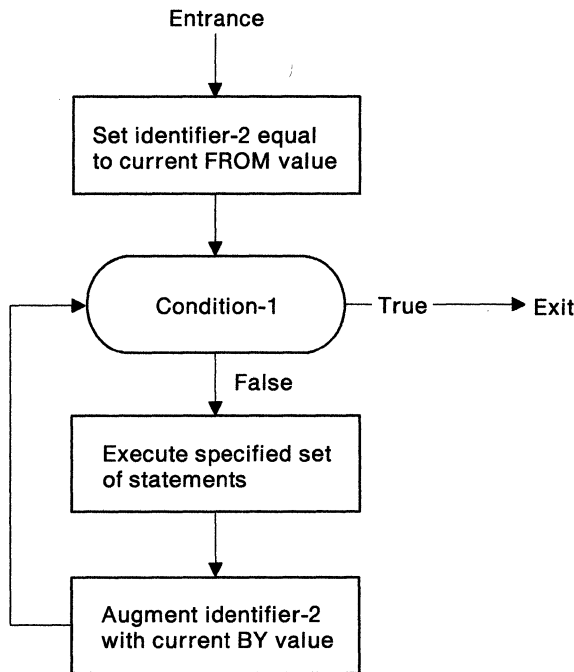 Entrance
Set identifier-2 equal
to current FROM value
Condition-1
True
Exit
False
Execute specified set
of statements
Augment identifier-2
with current BY value